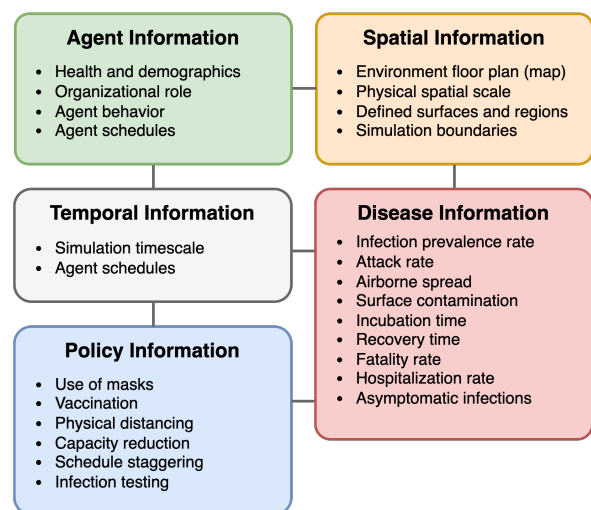 Agent Information
• Health and demographics
• Organizational role
• Agent behavior
• Agent schedules
Spatial Information
• Environment floor plan (map)
• Physical spatial scale
• Defined surfaces and regions
• Simulation boundaries
Temporal Information
• Simulation timescale
• Agent schedules
Disease Information
• Infection prevalence rate
• Attack rate
• Airborne spread
• Surface contamination
• Incubation time
• Recovery time
• Fatality rate
• Hospitalization rate
• Asymptomatic infections
Policy Information
• Use of masks
• Vaccination
• Physical distancing
• Capacity reduction
• Schedule staggering
• Infection testing